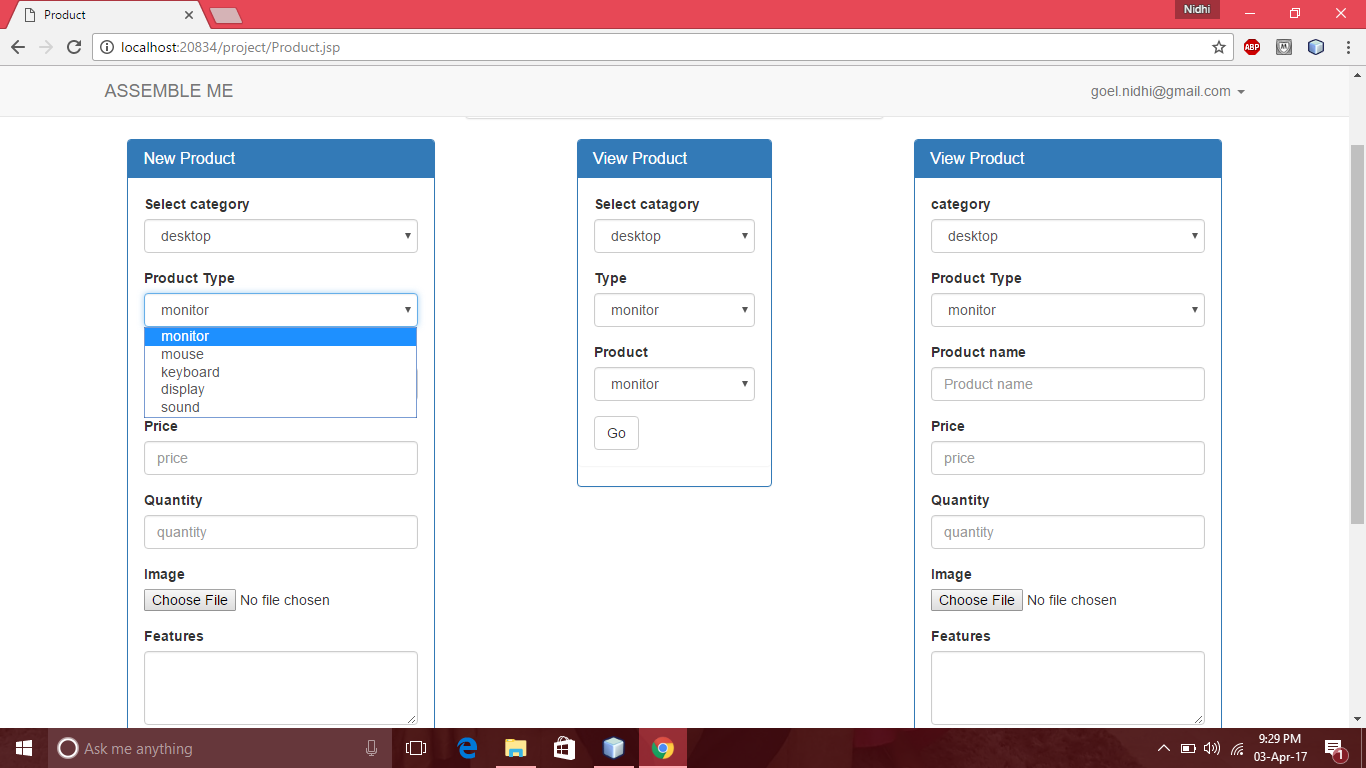 Product
Nidhi
localhost:20834/project/Product.jsp
ABP
ASSEMBLE ME
goel.nidhi@gmail.com
New Product
Select category
desktop
Product Type
monitor
monitor
mouse
keyboard
display
sound
Price
price
Quantity
quantity
Image
Choose File No file chosen
Features
View Product
Select catagory
desktop
Type
monitor
Product
monitor
Go
View Product
category
desktop
Product Type
monitor
Product name
Product name
Price
price
Quantity
quantity
Image
Choose File No file chosen
Features
Ask me anything
9:29 PM
03-Apr-17
1